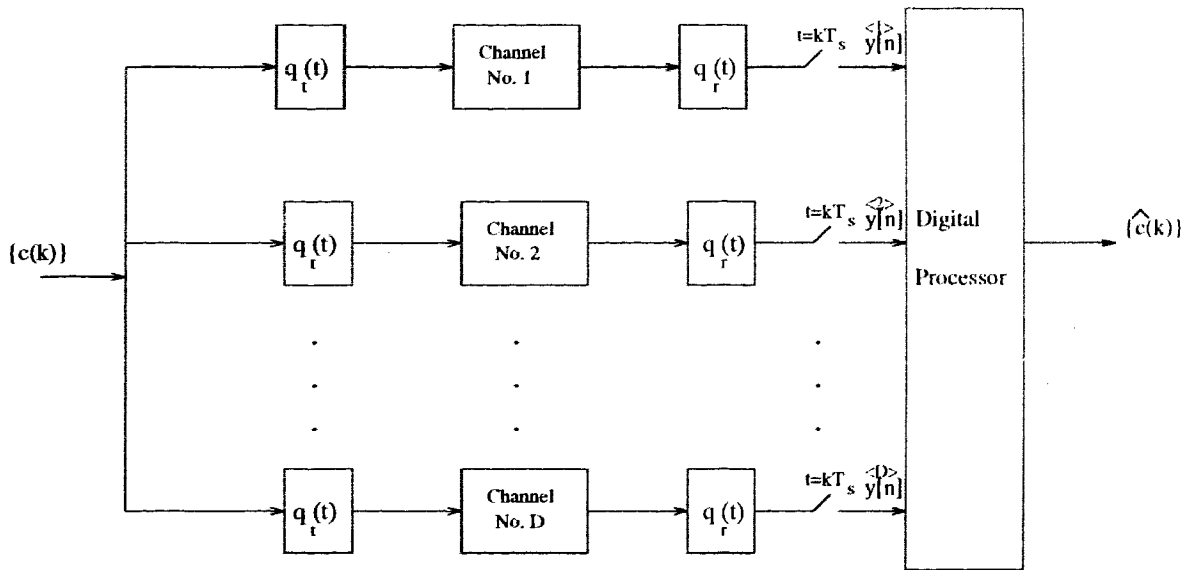 q_t(t)
Channel No. 1
q_r(t)
t=kT_s
<1>
y[n]
{c(k)}
q_t(t)
Channel No. 2
q_r(t)
t=kT_s
<2>
y[n]
Digital Processor
{ĉ(k)}
q_t(t)
Channel No. D
q_r(t)
t=kT_s
<D>
y[n]